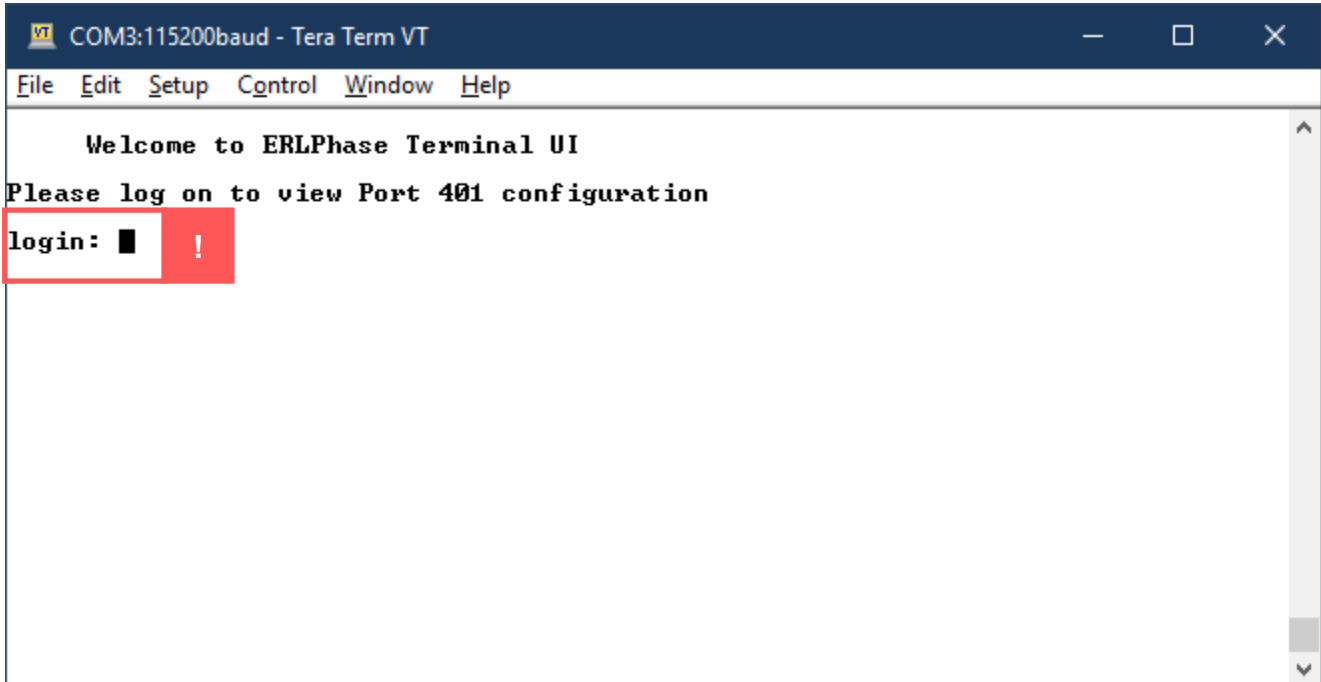 COM3:115200baud - Tera Term VT
File Edit Setup Control Window Help
Welcome to ERLPhase Terminal UI
Please log on to view Port 401 configuration
login:
!